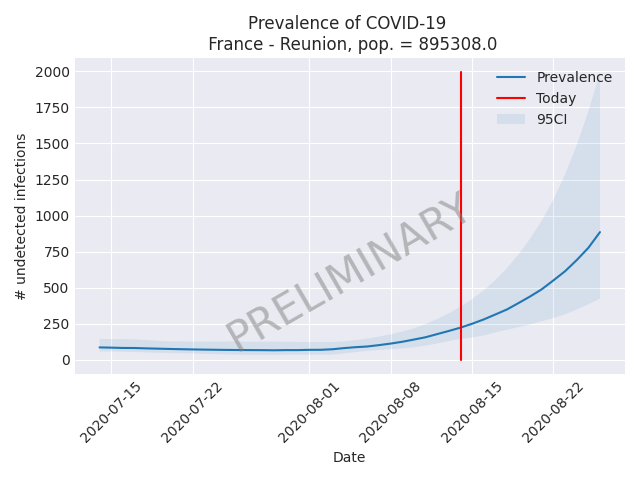 Prevalence of COVID-19
France - Reunion, pop. = 895308.0
2000
1750
1500
1250
1000
750
500
250
0
# undetected infections
Prevalence
Today
95CI
PRELIMINARY
2020-07-15
2020-07-22
2020-08-01
2020-08-08
2020-08-15
2020-08-22
Date